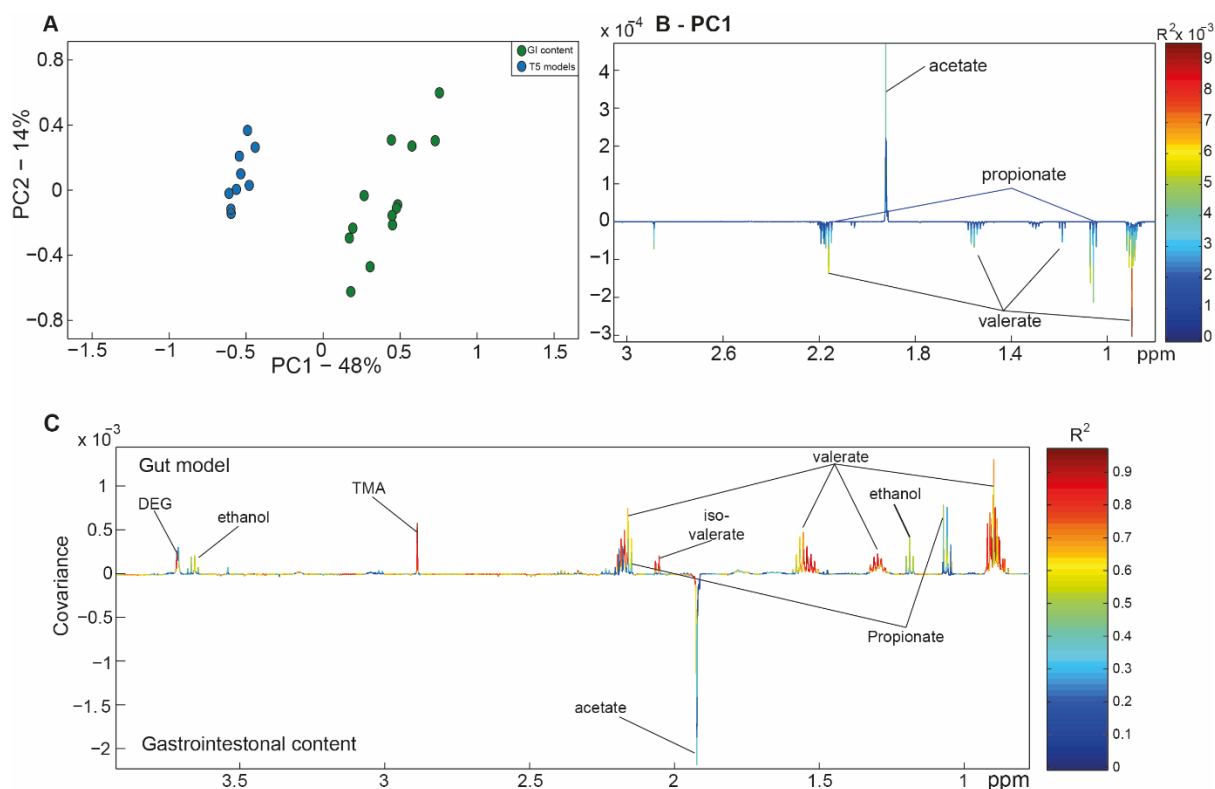 A
PC2 – 14%
0.8
0.4
0
−0.4
−0.8
GI content
T5 models
−1.5
−1
−0.5
0
0.5
1
1.5
PC1 – 48%
B - PC1
x 10⁻⁴
4
3
2
1
0
−1
−2
−3
acetate
propionate
valerate
3
2.6
2.2
1.8
1.4
1
ppm
R² x 10⁻³
9
8
7
6
5
4
3
2
1
0
C
x 10⁻³
Covariance
1
0.5
0
−0.5
−1
−1.5
−2
Gut model
DEG
ethanol
TMA
iso-
valerate
valerate
ethanol
Propionate
acetate
Gastrointestonal content
3.5
3
2.5
2
1.5
1
ppm
R²
0.9
0.8
0.7
0.6
0.5
0.4
0.3
0.2
0.1
0